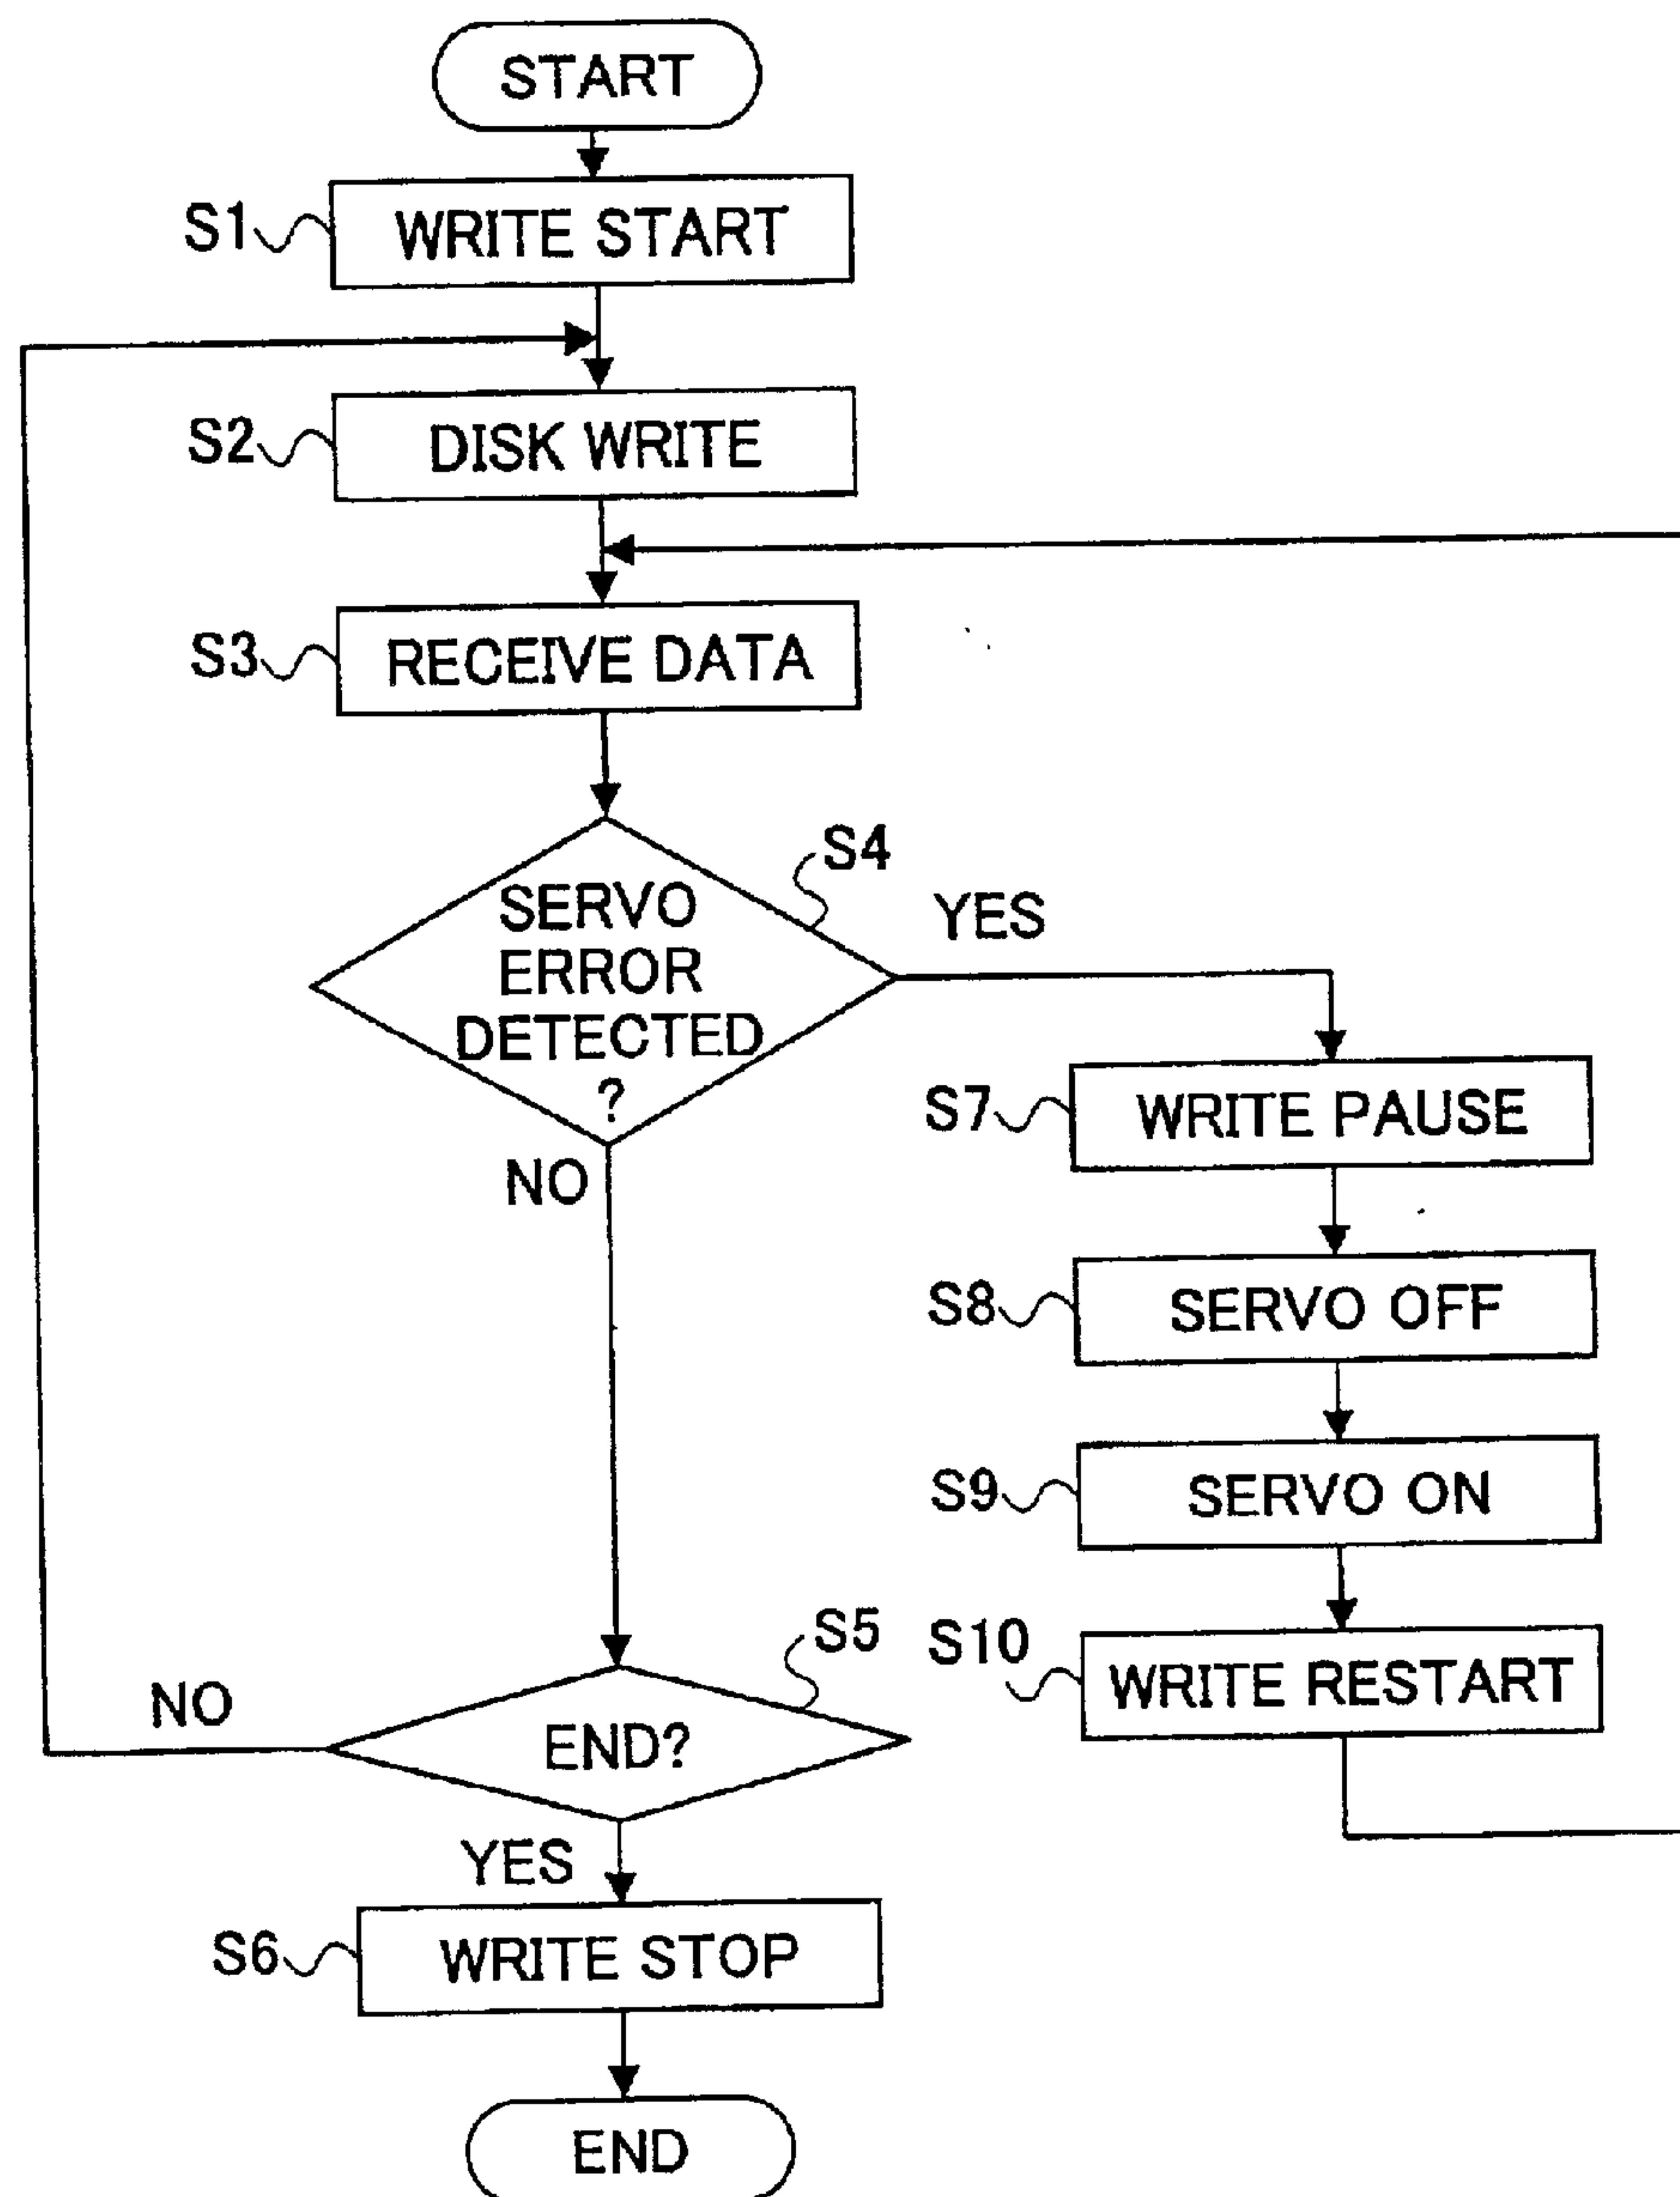 START
S1
WRITE START
S2
DISK WRITE
S3
RECEIVE DATA
S4
SERVO
ERROR
DETECTED
?
YES
NO
S7
WRITE PAUSE
S8
SERVO OFF
S9
SERVO ON
S10
WRITE RESTART
S5
END?
NO
YES
S6
WRITE STOP
END